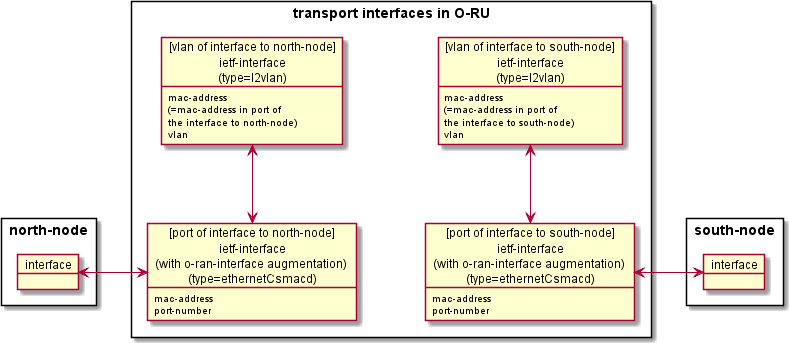 transport interfaces in O-RU
[vlan of interface to north-node]
ietf-interface
(type=l2vlan)
mac-address
(=mac-address in port of
the interface to north-node)
vlan
[vlan of interface to south-node]
ietf-interface
(type=l2vlan)
mac-address
(=mac-address in port of
the interface to south-node)
vlan
north-node
interface
[port of interface to north-node]
ietf-interface
(with o-ran-interface augmentation)
(type=ethernetCsmacd)
mac-address
port-number
[port of interface to south-node]
ietf-interface
(with o-ran-interface augmentation)
(type=ethernetCsmacd)
mac-address
port-number
south-node
interface